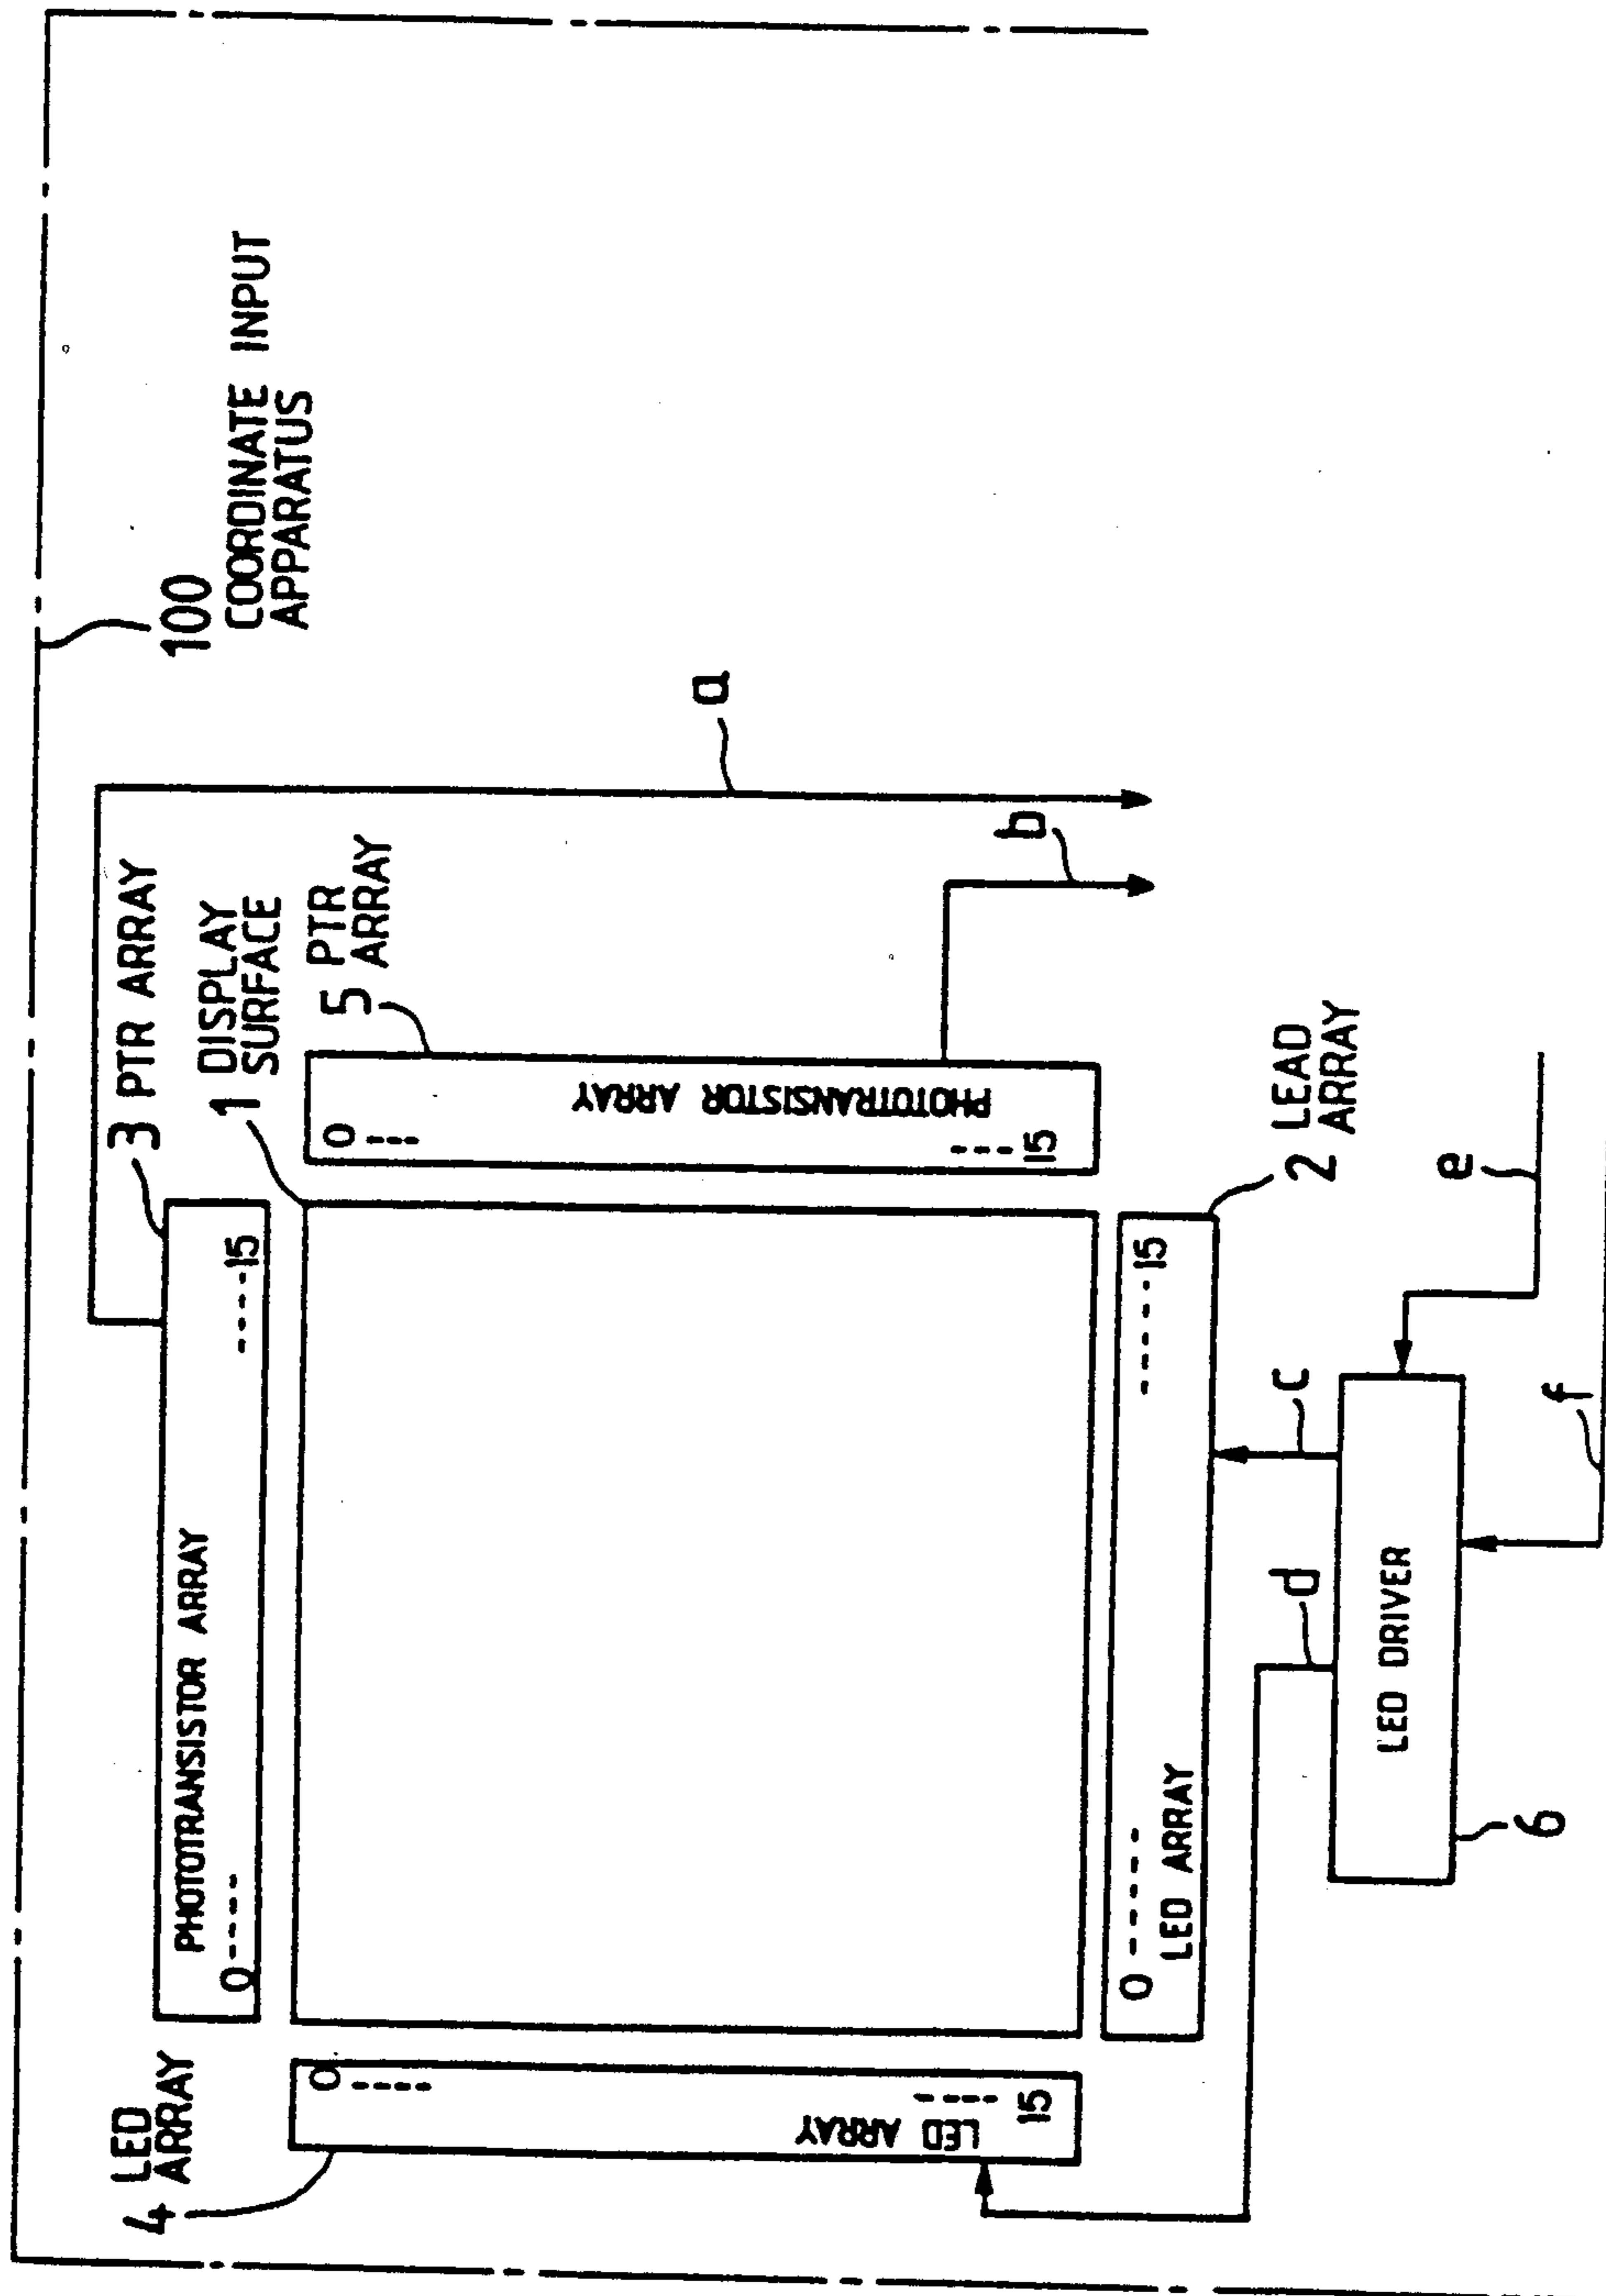 100
COORDINATE INPUT
APPARATUS
3 PTR ARRAY
1 DISPLAY
SURFACE
5 PTR
ARRAY
4 LED
ARRAY
PHOTOTRANSISTOR ARRAY
0 ---- ---- 15
0 ---
PHOTOTRANSISTOR ARRAY
--- 15
0 ----
LED ARRAY
---- 15
0 ----- ----- 15
LED ARRAY
2 LEAD
ARRAY
a
b
c
d
e
f
LED DRIVER
6